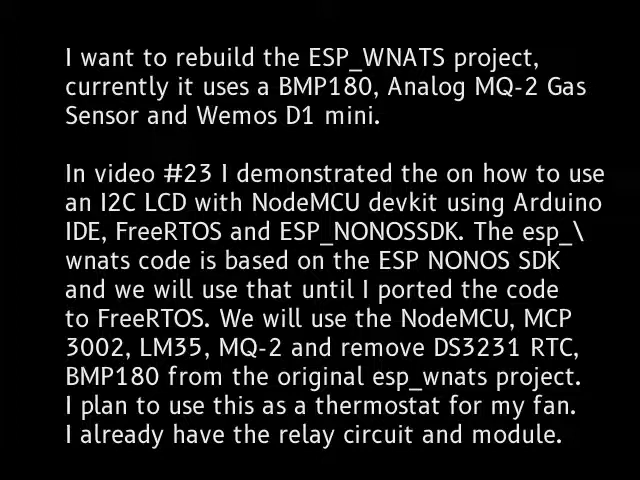 I want to rebuild the ESP_WNATS project,
currently it uses a BMP180, Analog MQ-2 Gas
Sensor and Wemos D1 mini.
In video #23 I demonstrated the on how to use
an I2C LCD with NodeMCU devkit using Arduino
IDE, FreeRTOS and ESP_NONOSSDK. The esp_\
wnats code is based on the ESP NONOS SDK
and we will use that until I ported the code
to FreeRTOS. We will use the NodeMCU, MCP
3002, LM35, MQ-2 and remove DS3231 RTC,
BMP180 from the original esp_wnats project.
I plan to use this as a thermostat for my fan.
I already have the relay circuit and module.